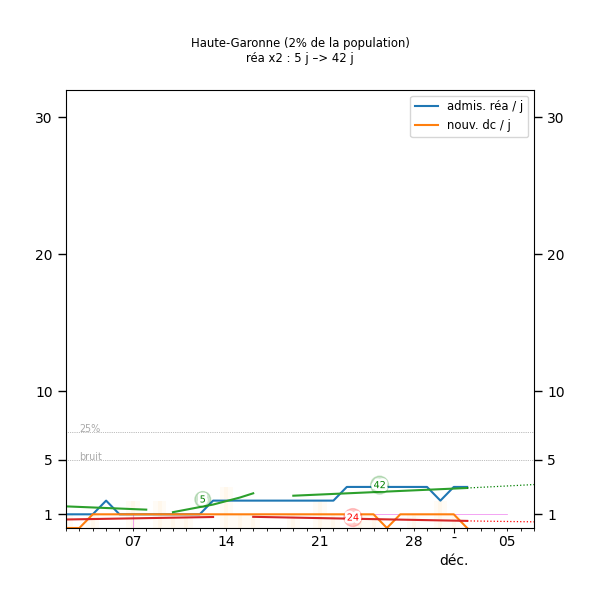 Haute-Garonne (2% de la population)
réa x2 : 5 j –> 42 j
admis. réa / j
nouv. dc / j
30 30
20 20
10 10
25%
bruit
5 5
42
5
24
1 1
07 14 21 28 - 05
déc.